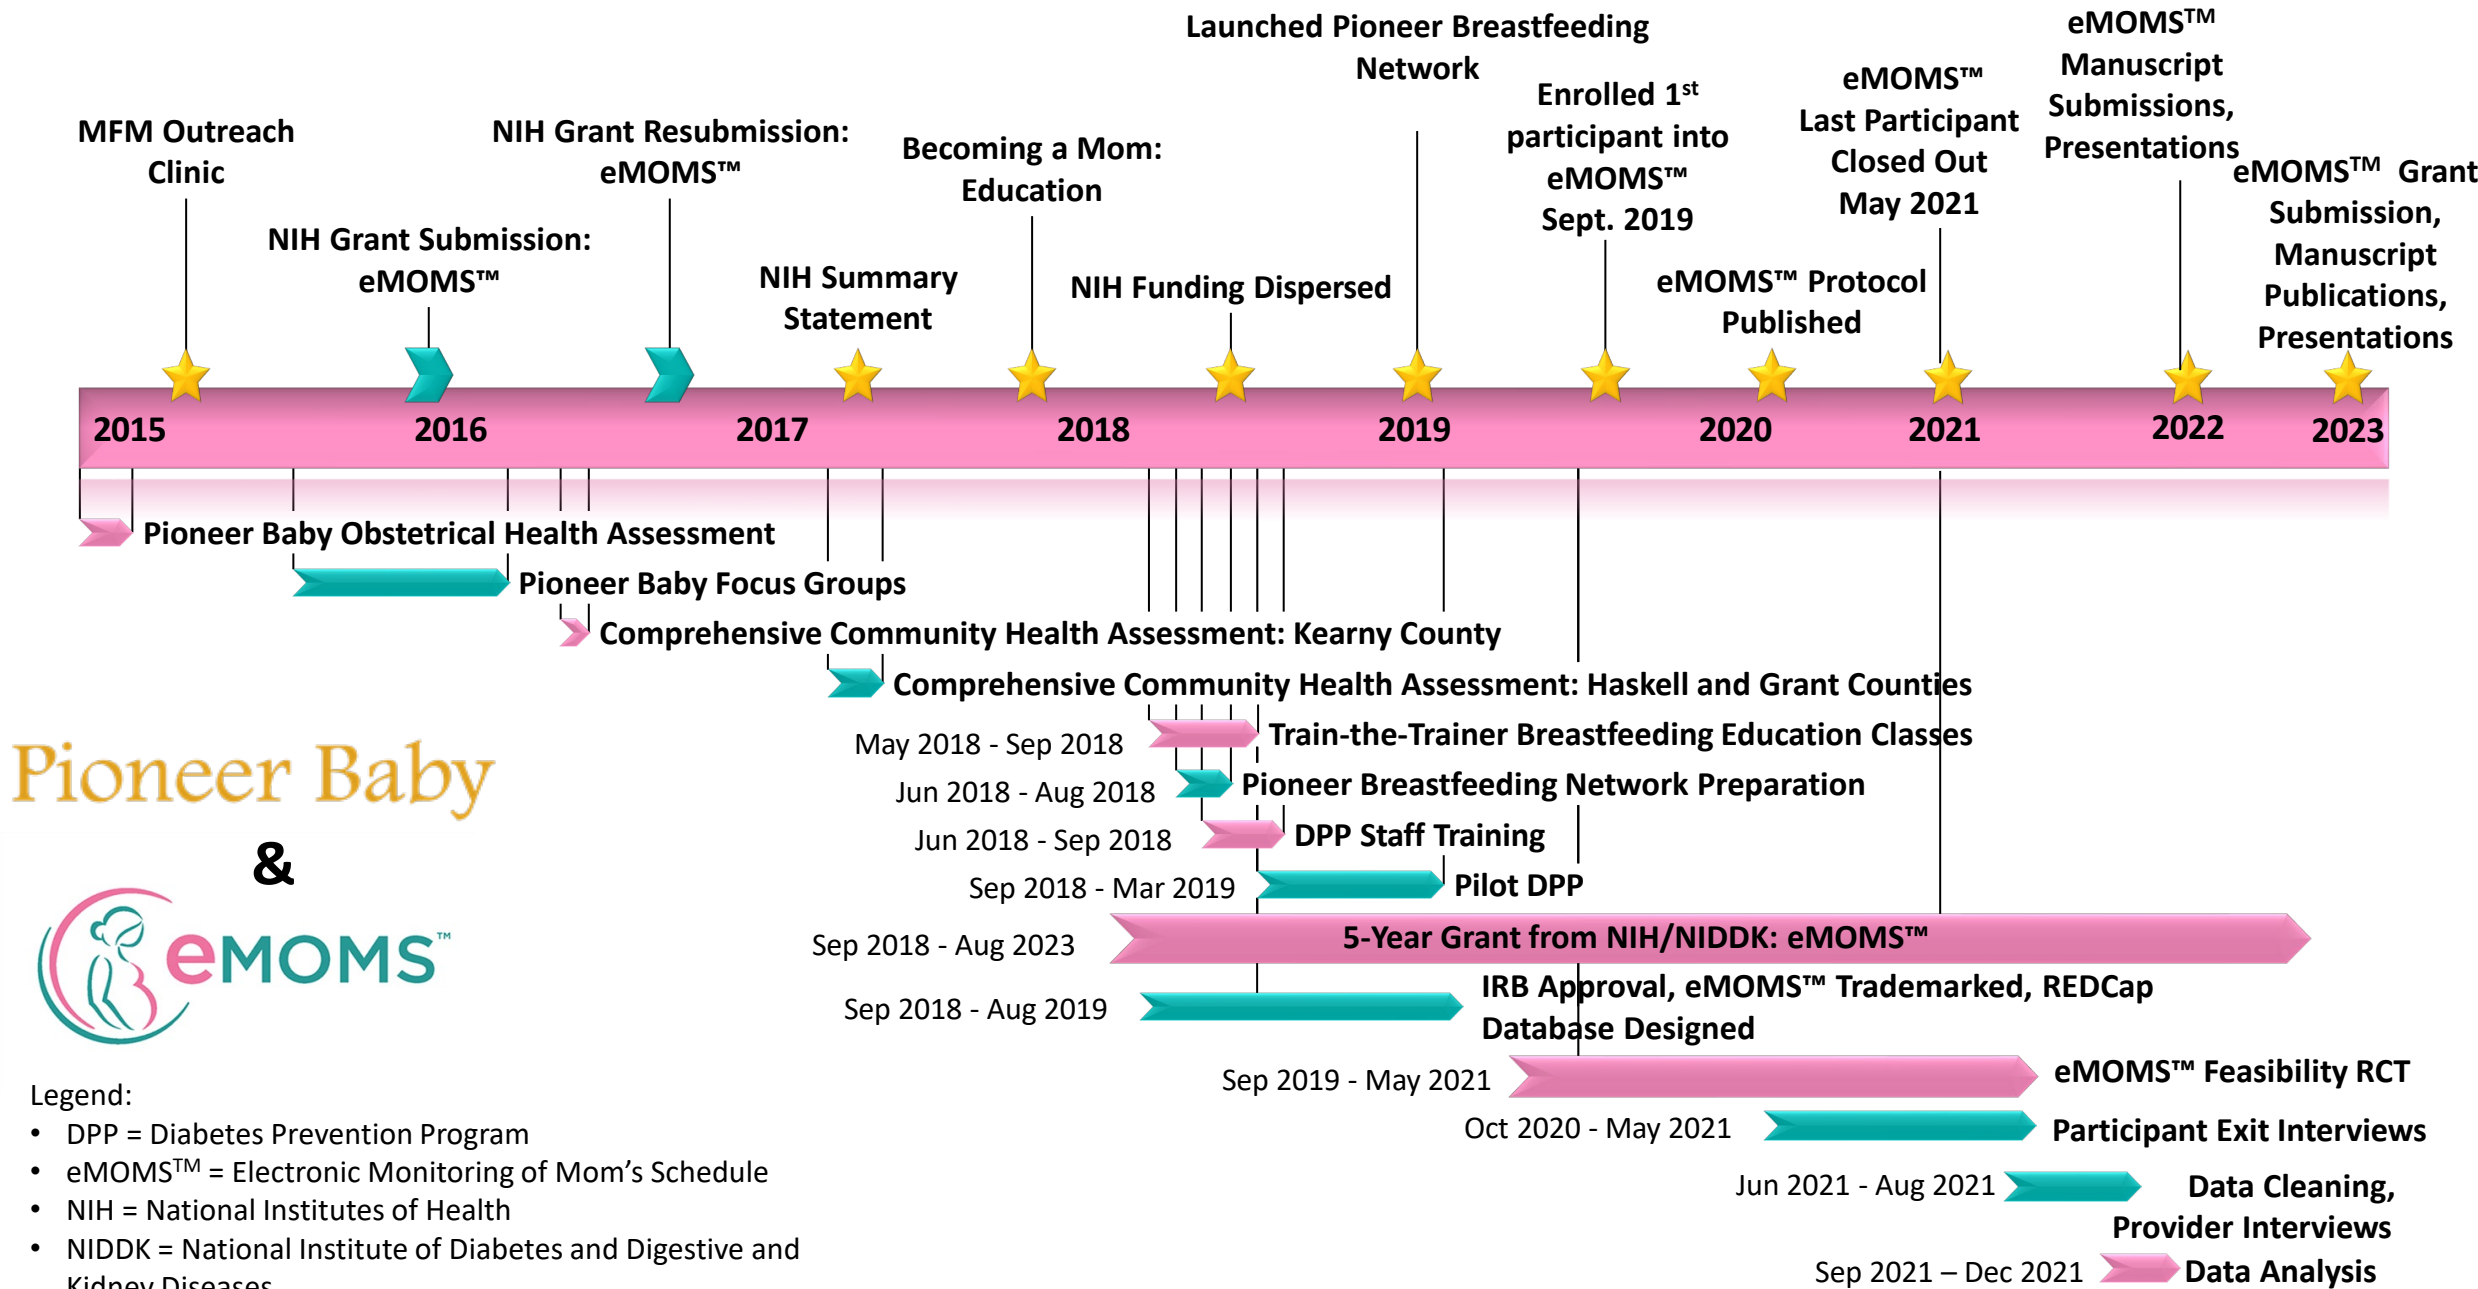 MFM Outreach
Clinic
NIH Grant Submission:
eMOMS™
NIH Grant Resubmission:
eMOMS™
NIH Summary
Statement
Becoming a Mom:
Education
NIH Funding Dispersed
Launched Pioneer Breastfeeding
Network
Enrolled 1st
participant into
eMOMS™
Sept. 2019
eMOMS™ Protocol
Published
eMOMS™
Last Participant
Closed Out
May 2021
eMOMS™
Manuscript
Submissions,
Presentations
eMOMS™ Grant
Submission,
Manuscript
Publications,
Presentations
2015 2016 2017 2018 2019 2020 2021 2022 2023
Pioneer Baby Obstetrical Health Assessment
Pioneer Baby Focus Groups
Comprehensive Community Health Assessment: Kearny County
Comprehensive Community Health Assessment: Haskell and Grant Counties
May 2018 - Sep 2018 Train-the-Trainer Breastfeeding Education Classes
Jun 2018 - Aug 2018 Pioneer Breastfeeding Network Preparation
Jun 2018 - Sep 2018 DPP Staff Training
Sep 2018 - Mar 2019 Pilot DPP
Sep 2018 - Aug 2023 5-Year Grant from NIH/NIDDK: eMOMS™
Sep 2018 - Aug 2019 IRB Approval, eMOMS™ Trademarked, REDCap
Database Designed
Sep 2019 - May 2021 eMOMS™ Feasibility RCT
Oct 2020 - May 2021 Participant Exit Interviews
Jun 2021 - Aug 2021 Data Cleaning,
Provider Interviews
Sep 2021 – Dec 2021 Data Analysis
Pioneer Baby
&
eMOMS™
Legend:
• DPP = Diabetes Prevention Program
• eMOMS™ = Electronic Monitoring of Mom's Schedule
• NIH = National Institutes of Health
• NIDDK = National Institute of Diabetes and Digestive and
Kidney Diseases